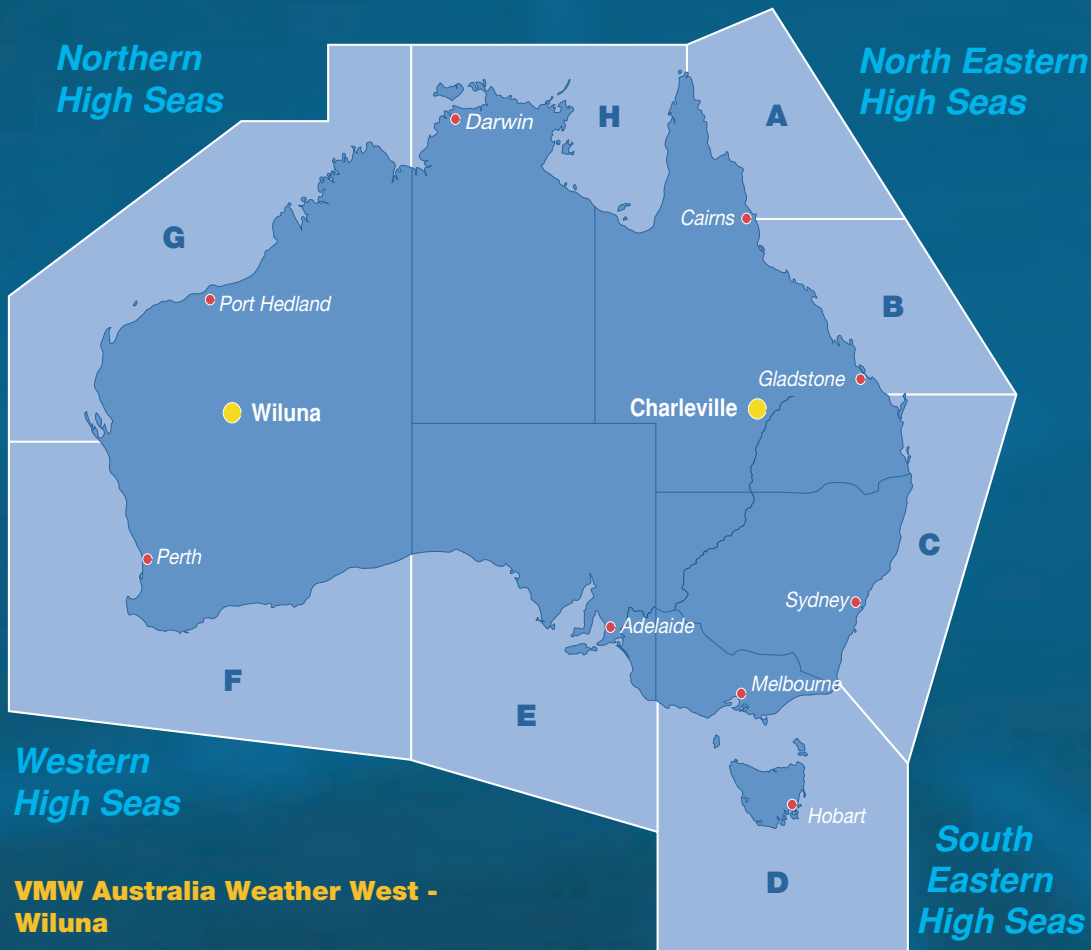 Northern
High Seas
North Eastern
High Seas
H
A
Darwin
Cairns
G
Port Hedland
B
Gladstone
Wiluna
Charleville
C
Perth
Sydney
Adelaide
F
Melbourne
E
Western
High Seas
Hobart
South
Eastern
High Seas
D
VMW Australia Weather West -
Wiluna